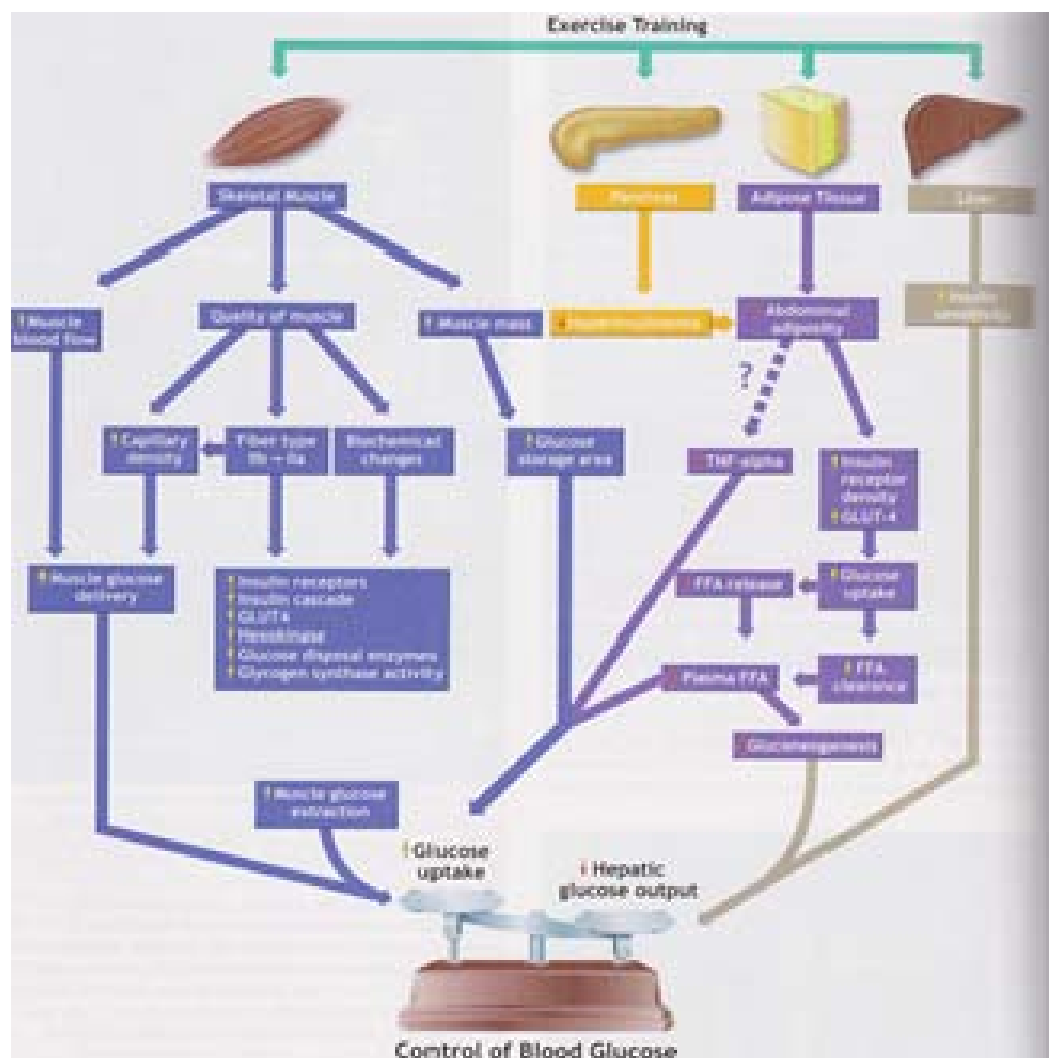 Exercise Training
Skeletal Muscle
Pancreas
Adipose Tissue
Liver
↑ Muscle
blood flow
Quality of muscle
↑ Muscle mass
Abdominal
adiposity
↑ Insulin
sensitivity
?
↑ Capillary
density
Fiber type
IIb → IIa
Biochemical
changes
↑ Glucose
storage area
TNF-alpha
↑ Insulin
receptor
density
↑ GLUT-4
↑ Muscle glucose
delivery
↑ Insulin receptors
↑ Insulin cascade
↑ GLUT4
↑ Hexokinase
↑ Glucose disposal enzymes
↑ Glycogen synthase activity
FFA release
↑ Glucose
uptake
Plasma FFA
↑ FFA
clearence
Gluconeogenesis
↑ Muscle glucose
extraction
↑ Glucose
uptake
↓ Hepatic
glucose output
Comtrol of Blood Glucose